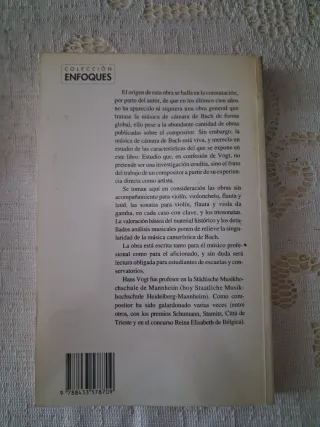 COLECCIÓN
ENFOQUES
El origen de esta obra se halla en la constatación,
por parte del autor, de que en los últimos cien años
no ha aparecido ni siquiera una obra general que
tratara la música de cámara de Bach de forma
global, ello pese a la abundante cantidad de obras
publicadas sobre el compositor. Sin embargo, la
música de cámara de Bach está viva, y merecía un
estudio de las características del que se expone en
este libro. Estudio que, en confesión de Vogt, no
pretende ser una investigación erudita, sino el fruto
del trabajo de un compositor a partir de su experien-
cia directa como artista.
Se toman aquí en consideración las obras sin
acompañamiento para violín, violonchelo, flauta y
laúd, las sonatas para violín, flauta y viola da
gamba, en cada caso con clave, y los triosonatas.
La valoración básica del material histórico y los deta-
llados análisis musicales ponen de relieve la singula-
ridad de la música camerística de Bach.
La obra está escrita tanto para el músico profe-
sional como para el aficionado, y sin duda será
lectura obligada para estudiantes de escuelas y con-
servatorios.
Hans Vogt fue profesor en la Städtische Musikho-
chschule de Mannheim (hoy Staatliche Musik-
hochschule Heidelberg-Mannheim). Como compo-
sitor ha sido galardonado varias veces (entre
otros, con los premios Schumann, Stamitz, Città di
Trieste y en el concurso Reina Elisabeth de Bélgica).
9 788433 578709